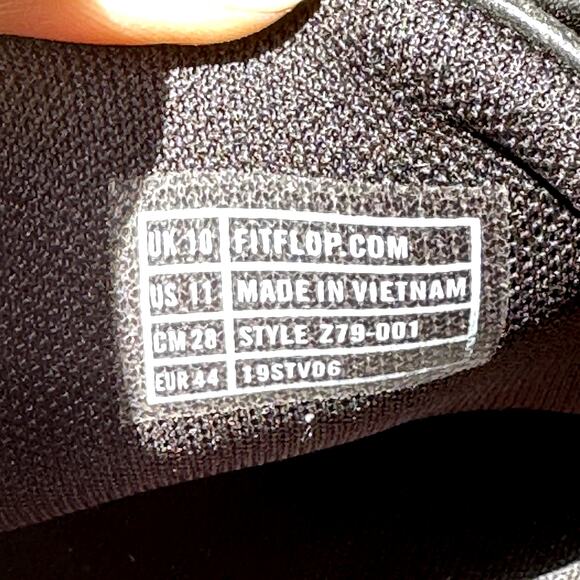 UK 10 FITFLOP.COM
US 11 MADE IN VIETNAM
CM 28 STYLE Z79-001
EUR 44 19STV06